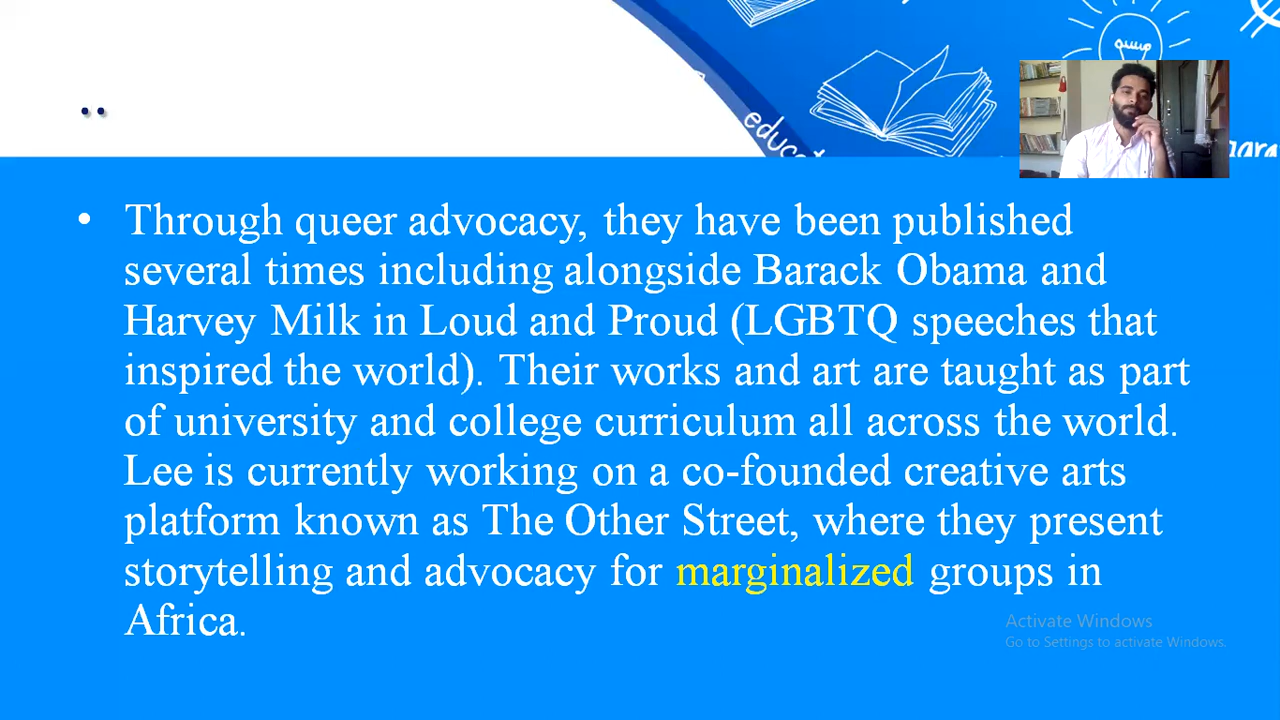 ..
educat
• Through queer advocacy, they have been published
several times including alongside Barack Obama and
Harvey Milk in Loud and Proud (LGBTQ speeches that
inspired the world). Their works and art are taught as part
of university and college curriculum all across the world.
Lee is currently working on a co-founded creative arts
platform known as The Other Street, where they present
storytelling and advocacy for marginalized groups in
Africa.
Activate Windows
Go to Settings to activate Windows.